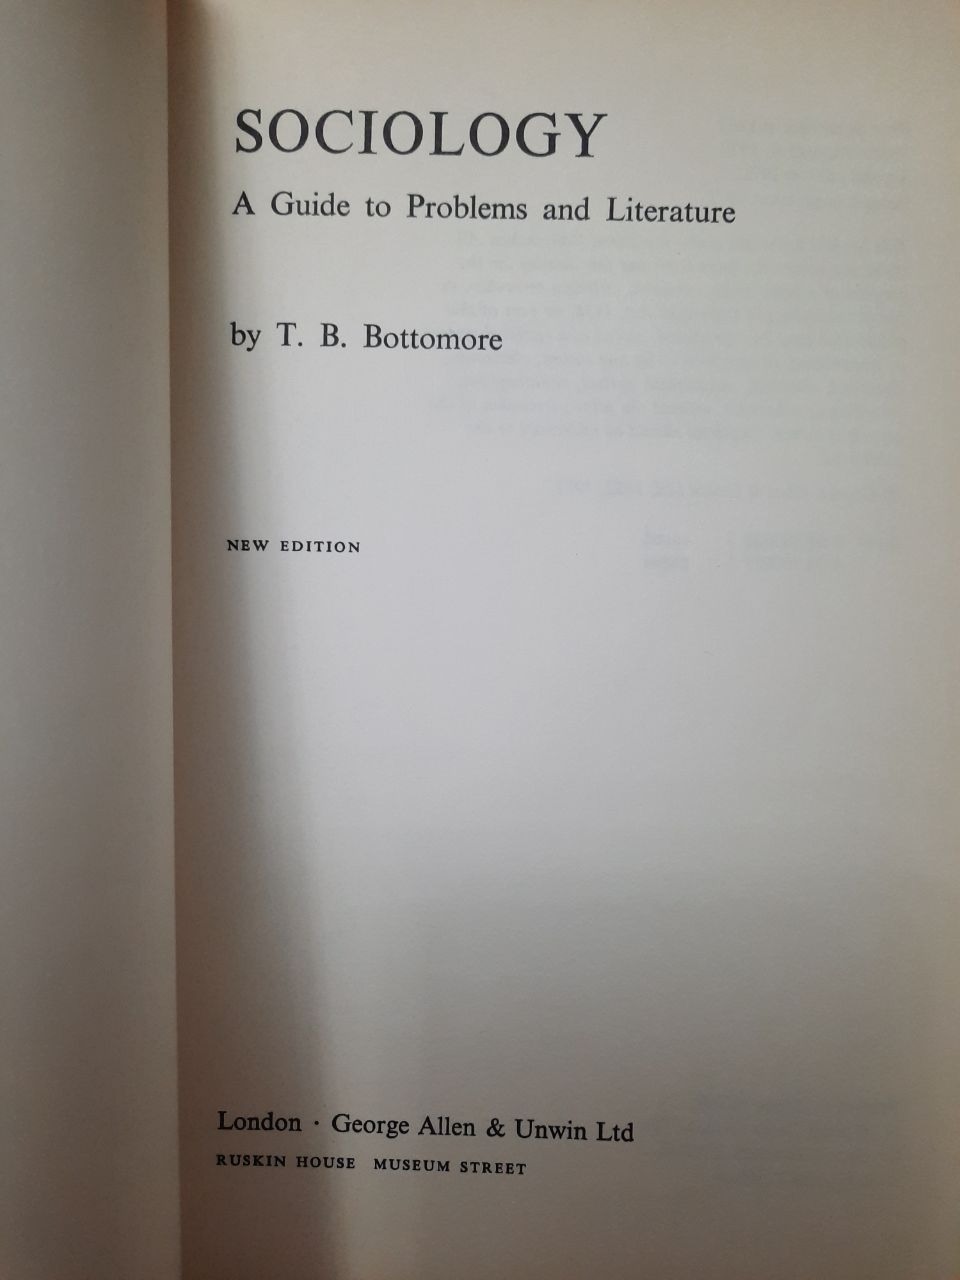 SOCIOLOGY
A Guide to Problems and Literature
by T. B. Bottomore
NEW EDITION
London · George Allen & Unwin Ltd
RUSKIN HOUSE MUSEUM STREET